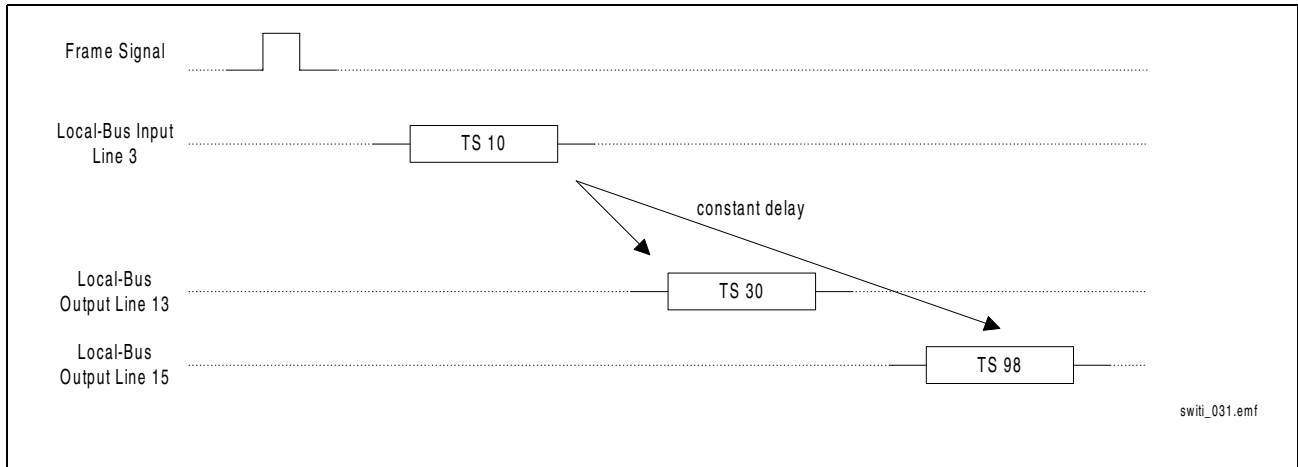 Frame Signal
Local-Bus Input
Line 3
TS 10
constant delay
Local-Bus
Output Line 13
TS 30
Local-Bus
Output Line 15
TS 98
switi_031.emf